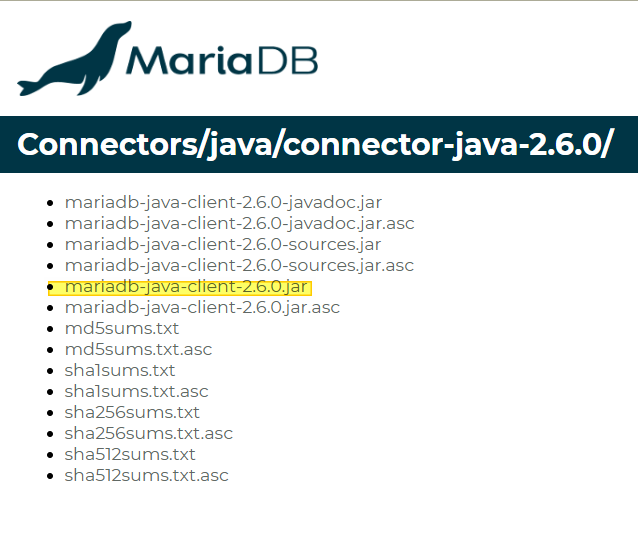 MariaDB
Connectors/java/connector-java-2.6.0/
mariadb-java-client-2.6.0-javadoc.jar
mariadb-java-client-2.6.0-javadoc.jar.asc
mariadb-java-client-2.6.0-sources.jar
mariadb-java-client-2.6.0-sources.jar.asc
mariadb-java-client-2.6.0.jar
mariadb-java-client-2.6.0.jar.asc
md5sums.txt
md5sums.txt.asc
sha1sums.txt
sha1sums.txt.asc
sha256sums.txt
sha256sums.txt.asc
sha512sums.txt
sha512sums.txt.asc